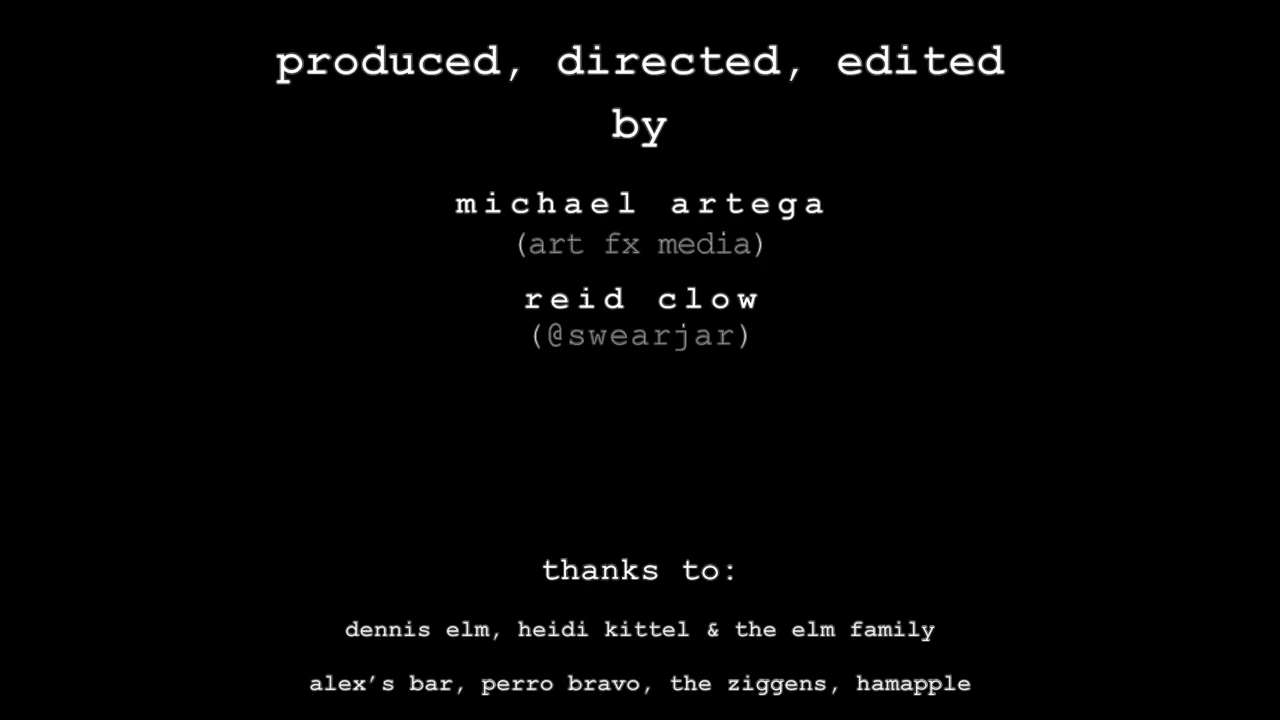 produced, directed, edited
by
michael artega
(art fx media)
reid clow
(@swearjar)
thanks to:
dennis elm, heidi kittel & the elm family
alex’s bar, perro bravo, the ziggens, hamapple